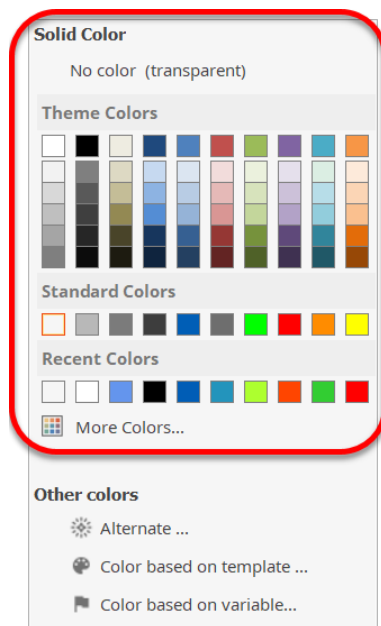 Solid Color
No color (transparent)
Theme Colors
Standard Colors
Recent Colors
More Colors...
Other colors
Alternate ...
Color based on template ...
Color based on variable...